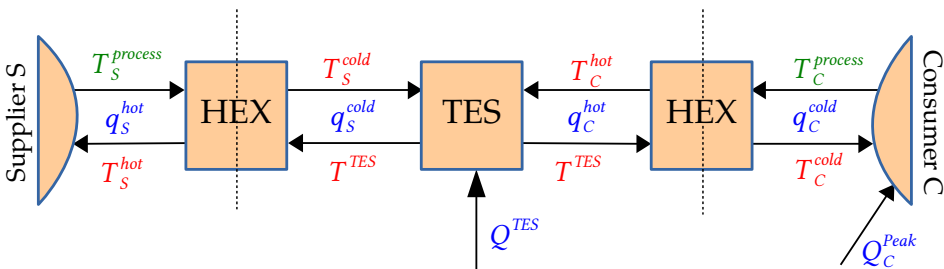 Supplier S
T_S^process
q_S^hot
T_S^hot
HEX
T_S^cold
q_S^cold
T^TES
TES
Q^TES
T_C^hot
q_C^hot
T^TES
HEX
T_C^process
q_C^cold
T_C^cold
Q_C^Peak
Consumer C